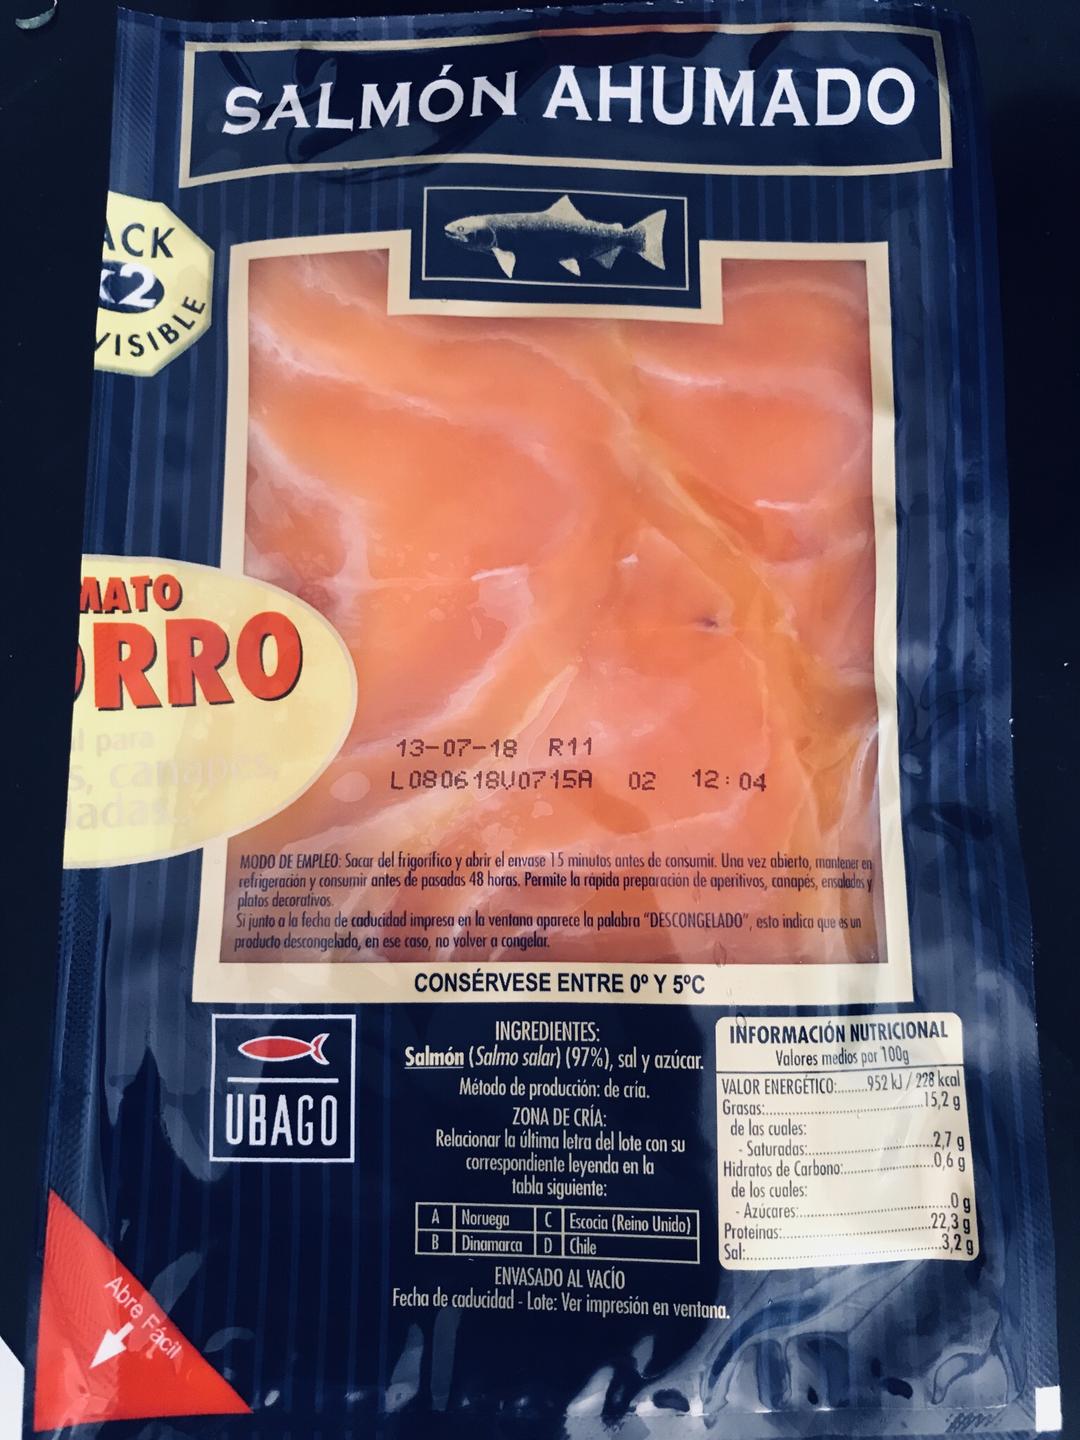 SALMÓN AHUMADO
ACK
x2
VISIBLE
MATO
RRO
l para
s, canapés,
ladas...
13-07-18 R11
L080618V0715A 02 12:04
MODO DE EMPLEO: Sacar del frigorífico y abrir el envase 15 minutos antes de consumir. Una vez abierto, mantener en
refrigeración y consumir antes de pasadas 48 horas. Permite la rápida preparación de aperitivos, canapés, ensaladas y
platos decorativos.
Si junto a la fecha de caducidad impresa en la ventana aparece la palabra "DESCONGELADO", esto indica que es un
producto descongelado, en ese caso, no volver a congelar.
CONSÉRVESE ENTRE 0º Y 5ºC
UBAGO
INGREDIENTES:
Salmón (Salmo salar) (97%), sal y azúcar.
Método de producción: de cría.
ZONA DE CRÍA:
Relacionar la última letra del lote con su
correspondiente leyenda en la
tabla siguiente:
A Noruega C Escocia (Reino Unido)
B Dinamarca D Chile
ENVASADO AL VACÍO
Fecha de caducidad - Lote: Ver impresión en ventana.
INFORMACIÓN NUTRICIONAL
Valores medios por 100g
VALOR ENERGÉTICO:........952 kJ / 228 kcal
Grasas:........15,2 g
de las cuales:
- Saturadas:........2,7 g
Hidratos de Carbono:........0,6 g
de los cuales:
- Azúcares:........0 g
Proteínas:........22,3 g
Sal:........3,2 g
Abre Fácil